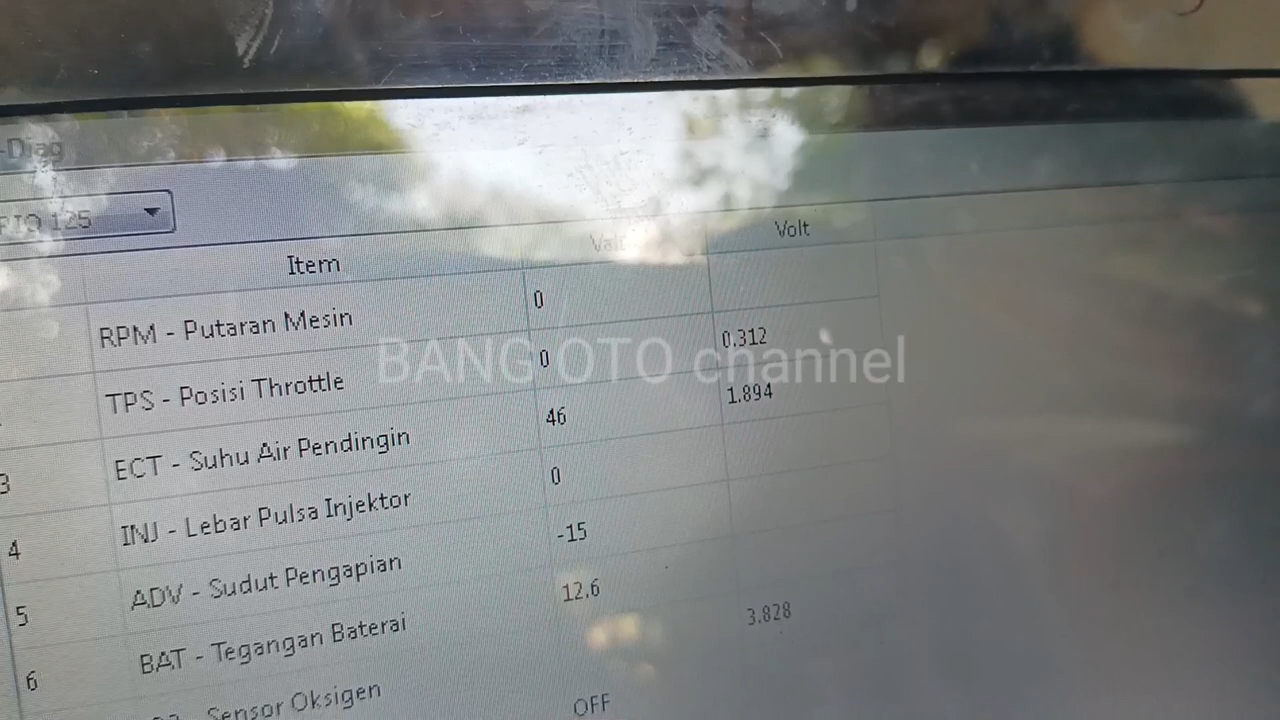 -Diag
RIO 125
Item Volt
RPM - Putaran Mesin 0
TPS - Posisi Throttle 0 0.312
3 ECT - Suhu Air Pendingin 46 1.894
4 INJ - Lebar Pulsa Injektor 0
5 ADV - Sudut Pengapian -15
6 BAT - Tegangan Baterai 12.6 3.828
Sensor Oksigen OFF
BANG OTO channel